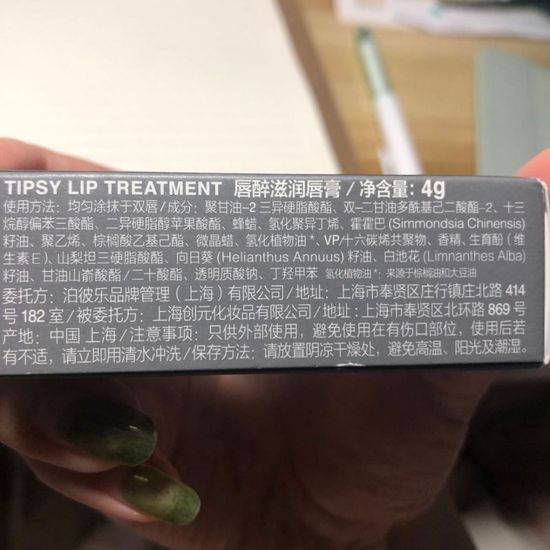 TIPSY LIP TREATMENT 唇醉滋润唇膏 / 净含量: 4g
使用方法: 均匀涂抹于双唇 / 成分: 聚甘油-2 三异硬脂酸酯、双-二甘油多酰基己二酸酯-2、十三
烷醇偏苯三酸酯、二异硬脂醇苹果酸酯、蜂蜡、氢化聚异丁烯、霍霍巴 (Simmondsia Chinensis)
籽油、聚乙烯、棕榈酸乙基己酯、微晶蜡、氢化植物油*、VP/十六碳烯共聚物、香精、生育酚 (维
生素E)、山梨坦三硬脂酸酯、向日葵 (Helianthus Annuus) 籽油、白池花 (Limnanthes Alba)
籽油、甘油山嵛酸酯/二十酸酯、透明质酸钠、丁羟甲苯 氢化植物油*: 来源于棕榈油和大豆油
委托方: 泊彼乐品牌管理 (上海) 有限公司 / 地址: 上海市奉贤区庄行镇庄北路 414
号 182 室 / 被委托方: 上海创元化妆品有限公司 / 地址: 上海市奉贤区北环路 869 号
产地: 中国 上海 / 注意事项: 只供外部使用, 避免使用在有伤口部位, 使用后若
有不适, 请立即用清水冲洗 / 保存方法: 请放置阴凉干燥处, 避免高温、阳光及潮湿。